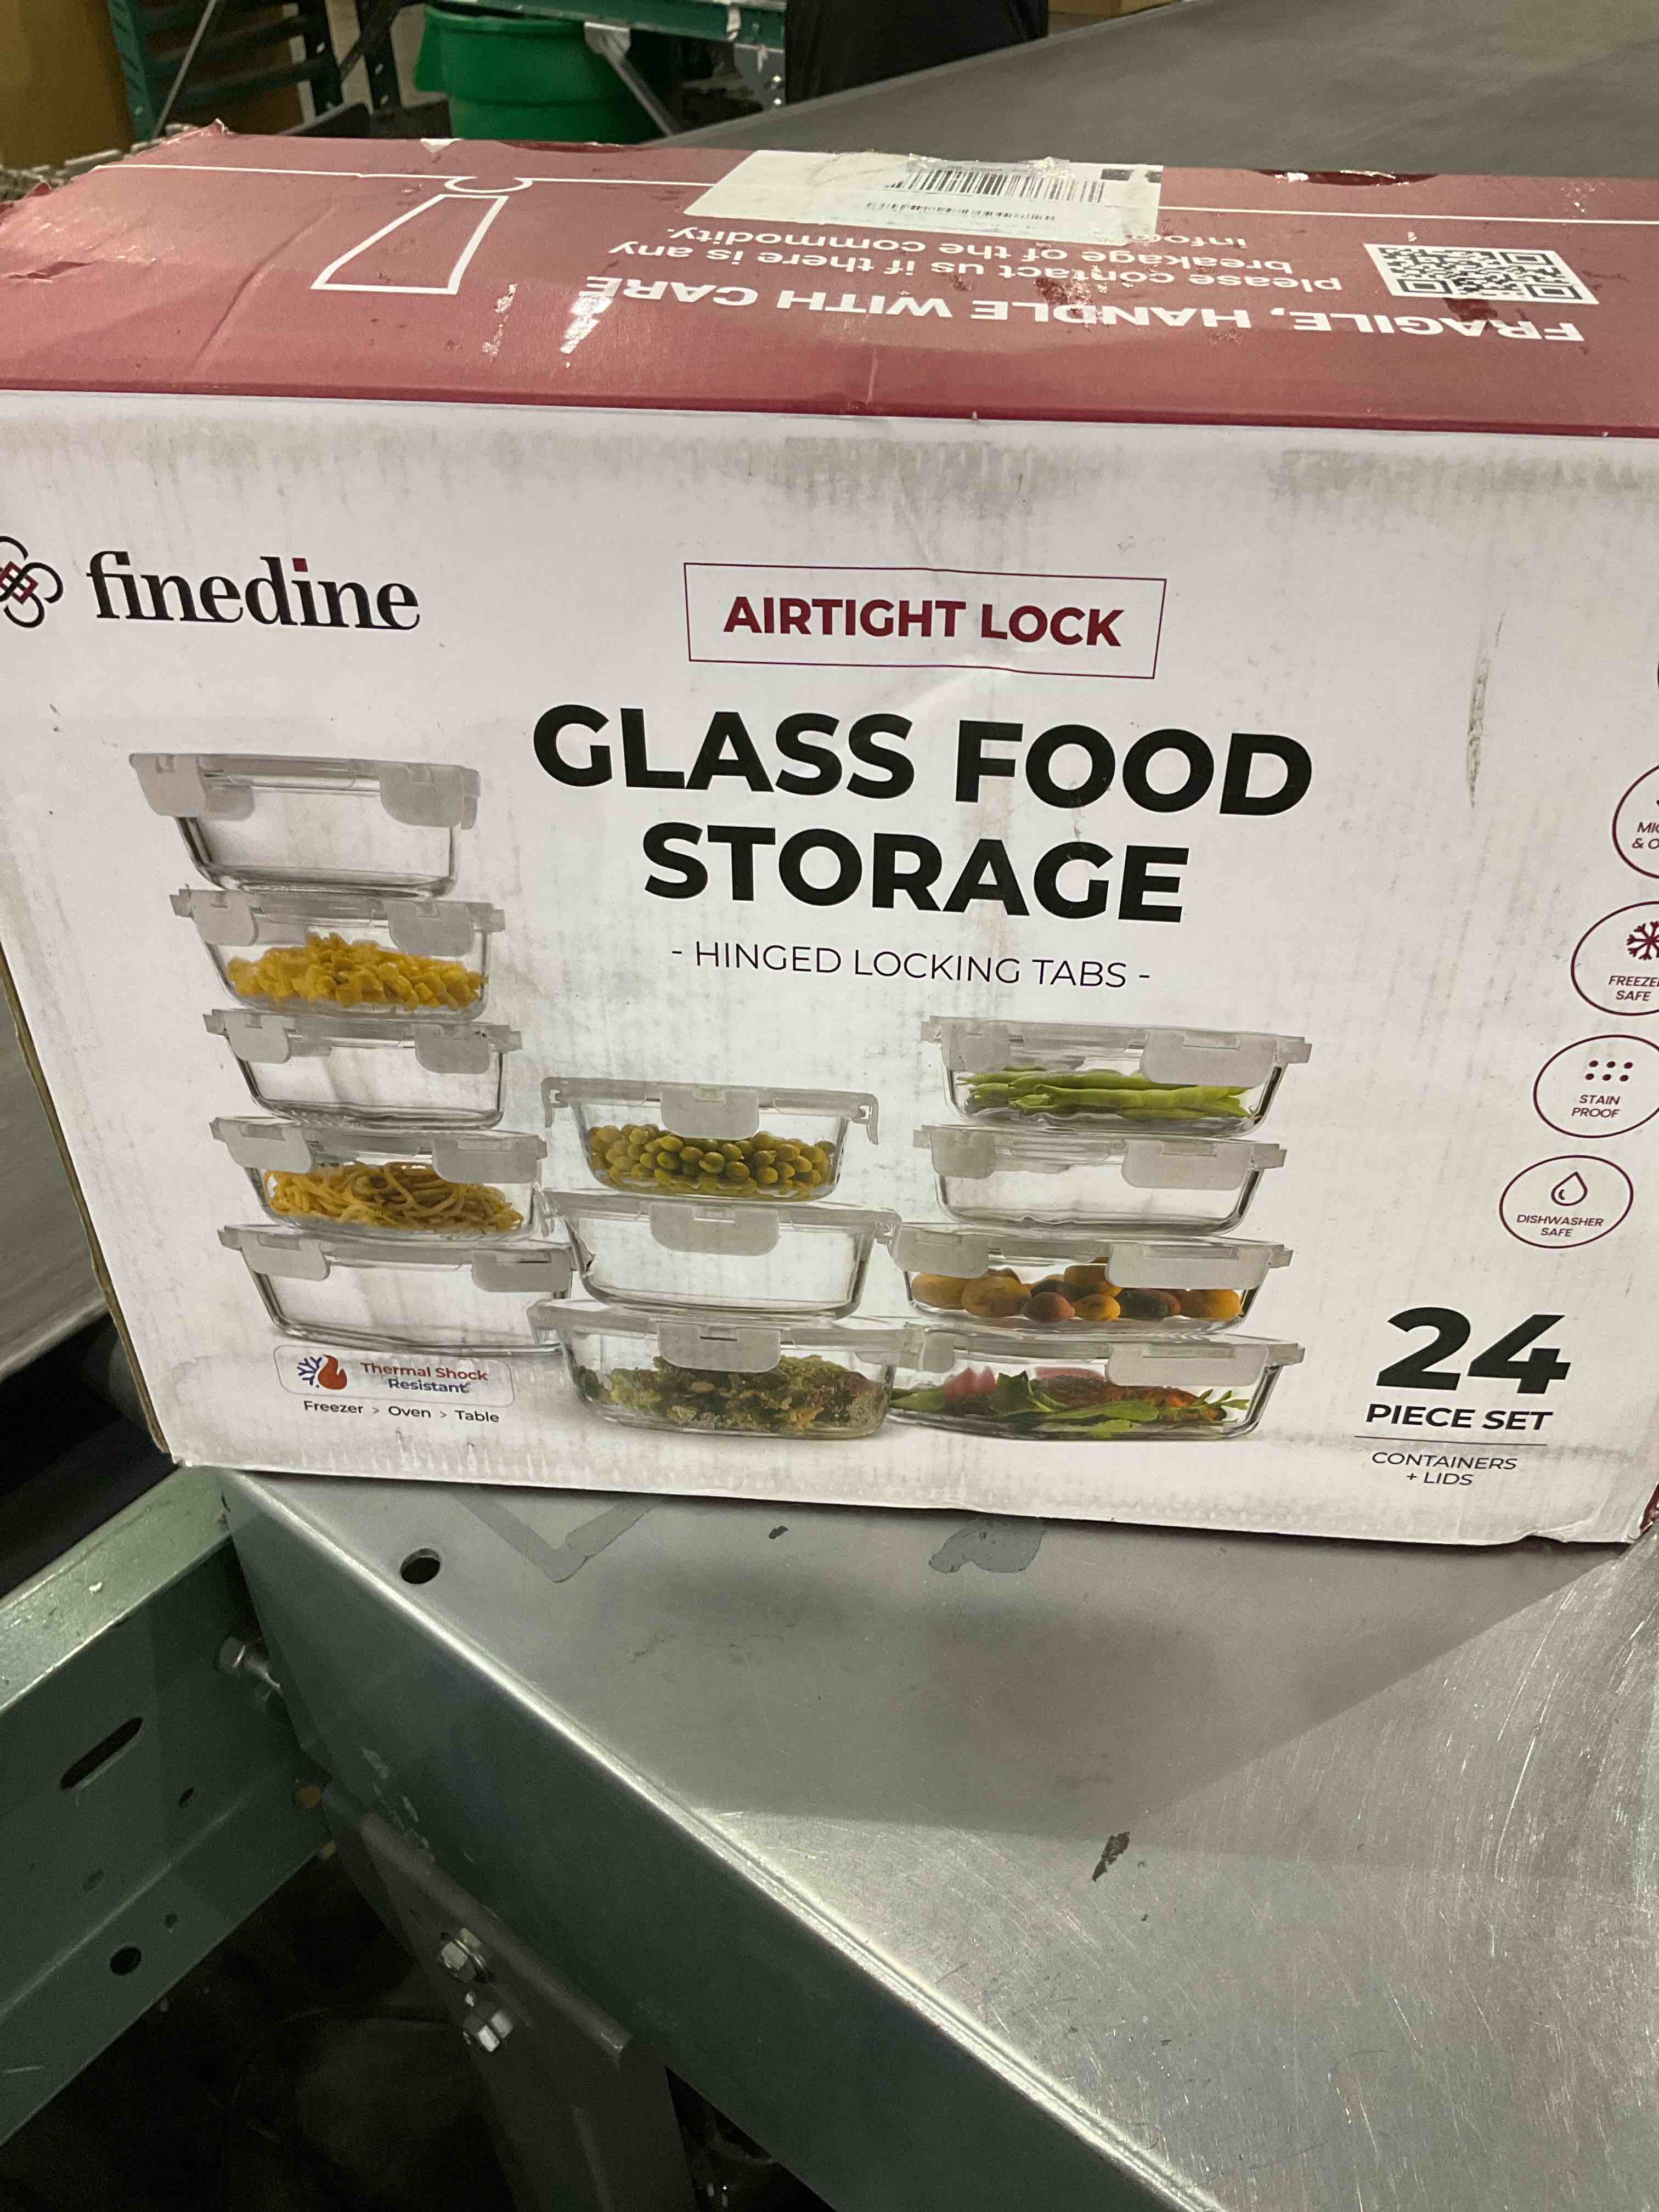 FRAGILE, HANDLE WITH CARE
please contact us if there is any
breakage of the commodity.
finedine
AIRTIGHT LOCK
GLASS FOOD
STORAGE
- HINGED LOCKING TABS -
FREEZE
SAFE
STAIN
PROOF
DISHWASHER
SAFE
Thermal Shock
Resistant
Freezer > Oven > Table
24
PIECE SET
CONTAINERS
+ LIDS